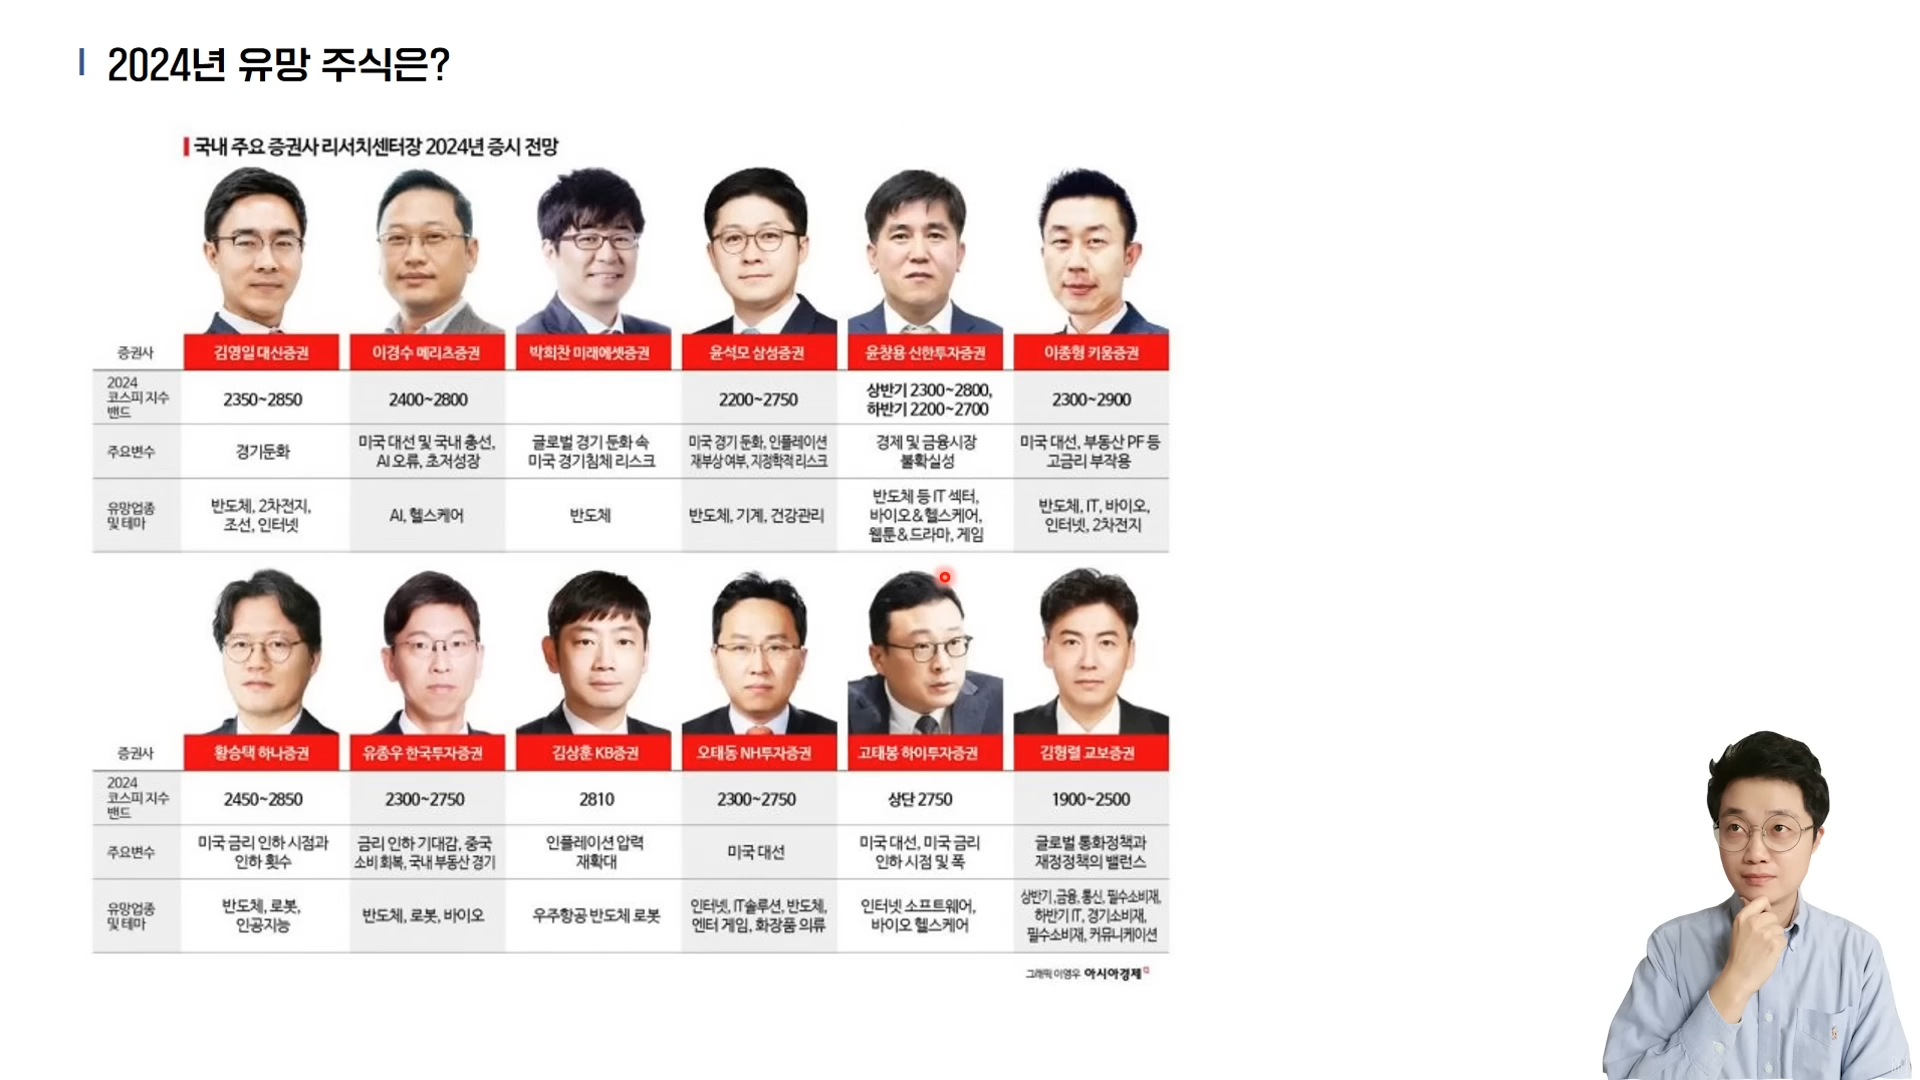 2024년 유망 주식은?
국내 주요 증권사 리서치센터장 2024년 증시 전망
증권사
김영일 대신증권
이경수 메리츠증권
박희찬 미래에셋증권
윤석모 삼성증권
윤창용 신한투자증권
이종형 키움증권
2024
코스피 지수
밴드
2350~2850
2400~2800
2200~2750
상반기 2300~2800,
하반기 2200~2700
2300~2900
주요변수
경기둔화
미국 대선 및 국내 총선,
AI 오류, 초저성장
글로벌 경기 둔화 속
미국 경기침체 리스크
미국 경기 둔화, 인플레이션
재부상 여부, 지정학적 리스크
경제 및 금융시장
불확실성
미국 대선, 부동산 PF 등
고금리 부작용
유망업종
및 테마
반도체, 2차전지,
조선, 인터넷
AI, 헬스케어
반도체
반도체, 기계, 건강관리
반도체 등 IT 섹터,
바이오&헬스케어,
웹툰&드라마, 게임
반도체, IT, 바이오,
인터넷, 2차전지
증권사
황승택 하나증권
유종우 한국투자증권
김상훈 KB증권
오태동 NH투자증권
고태봉 하이투자증권
김형렬 교보증권
2024
코스피 지수
밴드
2450~2850
2300~2750
2810
2300~2750
상단 2750
1900~2500
주요변수
미국 금리 인하 시점과
인하 횟수
금리 인하 기대감, 중국
소비 회복, 국내 부동산 경기
인플레이션 압력
재확대
미국 대선
미국 대선, 미국 금리
인하 시점 및 폭
글로벌 통화정책과
재정정책의 밸런스
유망업종
및 테마
반도체, 로봇,
인공지능
반도체, 로봇, 바이오
우주항공 반도체 로봇
인터넷, IT솔루션, 반도체,
엔터 게임, 화장품 의류
인터넷 소프트웨어,
바이오 헬스케어
상반기, 금융, 통신, 필수소비재,
하반기 IT, 경기소비재,
필수소비재, 커뮤니케이션
그래픽 이영우 아시아경제